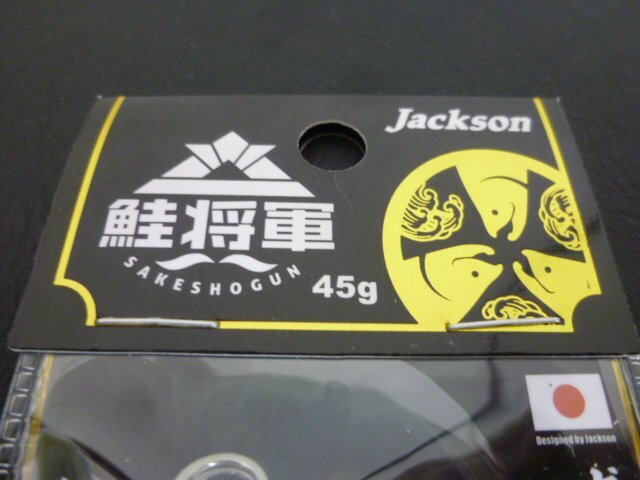 Jackson
鮭将軍
SAKESHOGUN
45g
Designed by Jackson